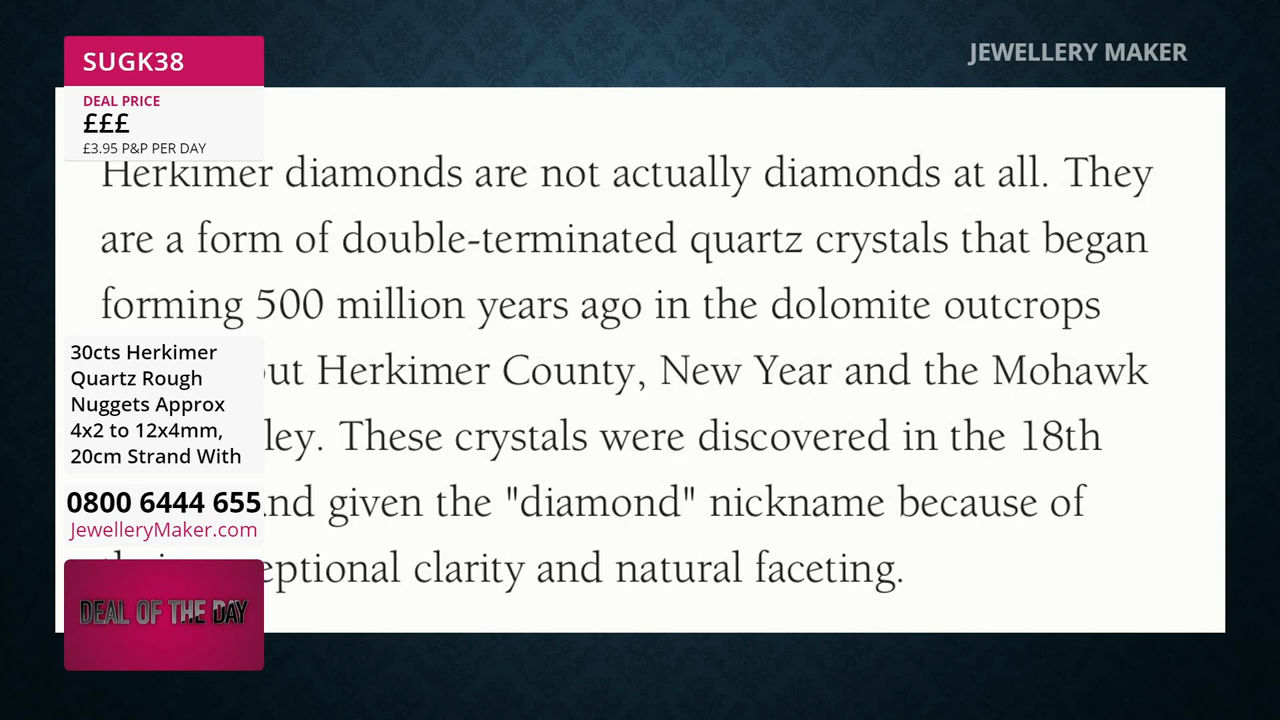 SUGK38
DEAL PRICE
£££
£3.95 P&P PER DAY
JEWELLERY MAKER
Herkimer diamonds are not actually diamonds at all. They
are a form of double-terminated quartz crystals that began
forming 500 million years ago in the dolomite outcrops
out Herkimer County, New Year and the Mohawk
ley. These crystals were discovered in the 18th
nd given the "diamond" nickname because of
eptional clarity and natural faceting.
30cts Herkimer
Quartz Rough
Nuggets Approx
4x2 to 12x4mm,
20cm Strand With
0800 6444 655
JewelleryMaker.com
DEAL OF THE DAY